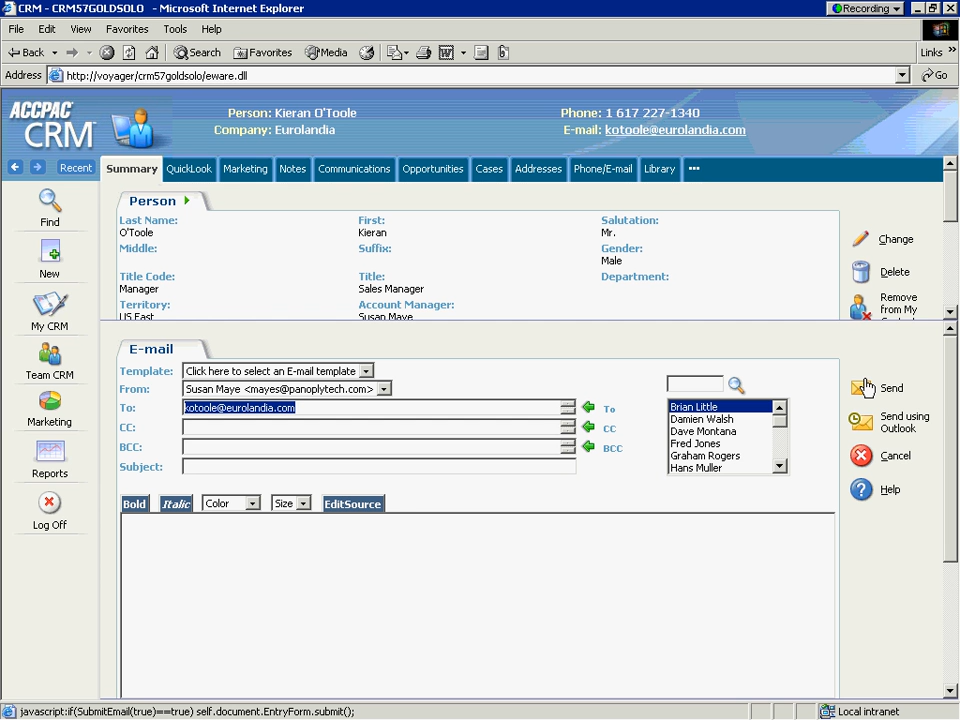 CRM - CRM57GOLDSOLO - Microsoft Internet Explorer
Recording
File Edit View Favorites Tools Help
Back Search Favorites Media Links »
Address http://voyager/crm57goldsolo/eware.dll Go
ACCPAC
CRM
Person: Kieran O'Toole
Company: Eurolandia
Phone: 1 617 227-1340
E-mail: kotoole@eurolandia.com
Recent
Summary QuickLook Marketing Notes Communications Opportunities Cases Addresses Phone/E-mail Library
Find
New
My CRM
Team CRM
Marketing
Reports
Log Off
Person
Last Name: First: Salutation:
O'Toole Kieran Mr.
Middle: Suffix: Gender:
Male
Title Code: Title: Department:
Manager Sales Manager
Territory: Account Manager:
US East Susan Maye
Change
Delete
Remove
from My
E-mail
Template: Click here to select an E-mail template
From: Susan Maye <mayes@panoplytech.com>
To: kotoole@eurolandia.com To
CC: CC
BCC: BCC
Subject:
Brian Little
Damien Walsh
Dave Montana
Fred Jones
Graham Rogers
Hans Muller
Send
Send using
Outlook
Cancel
Help
Bold Italic Color Size EditSource
javascript:if(SubmitEmail(true)==true) self.document.EntryForm.submit();
Local intranet